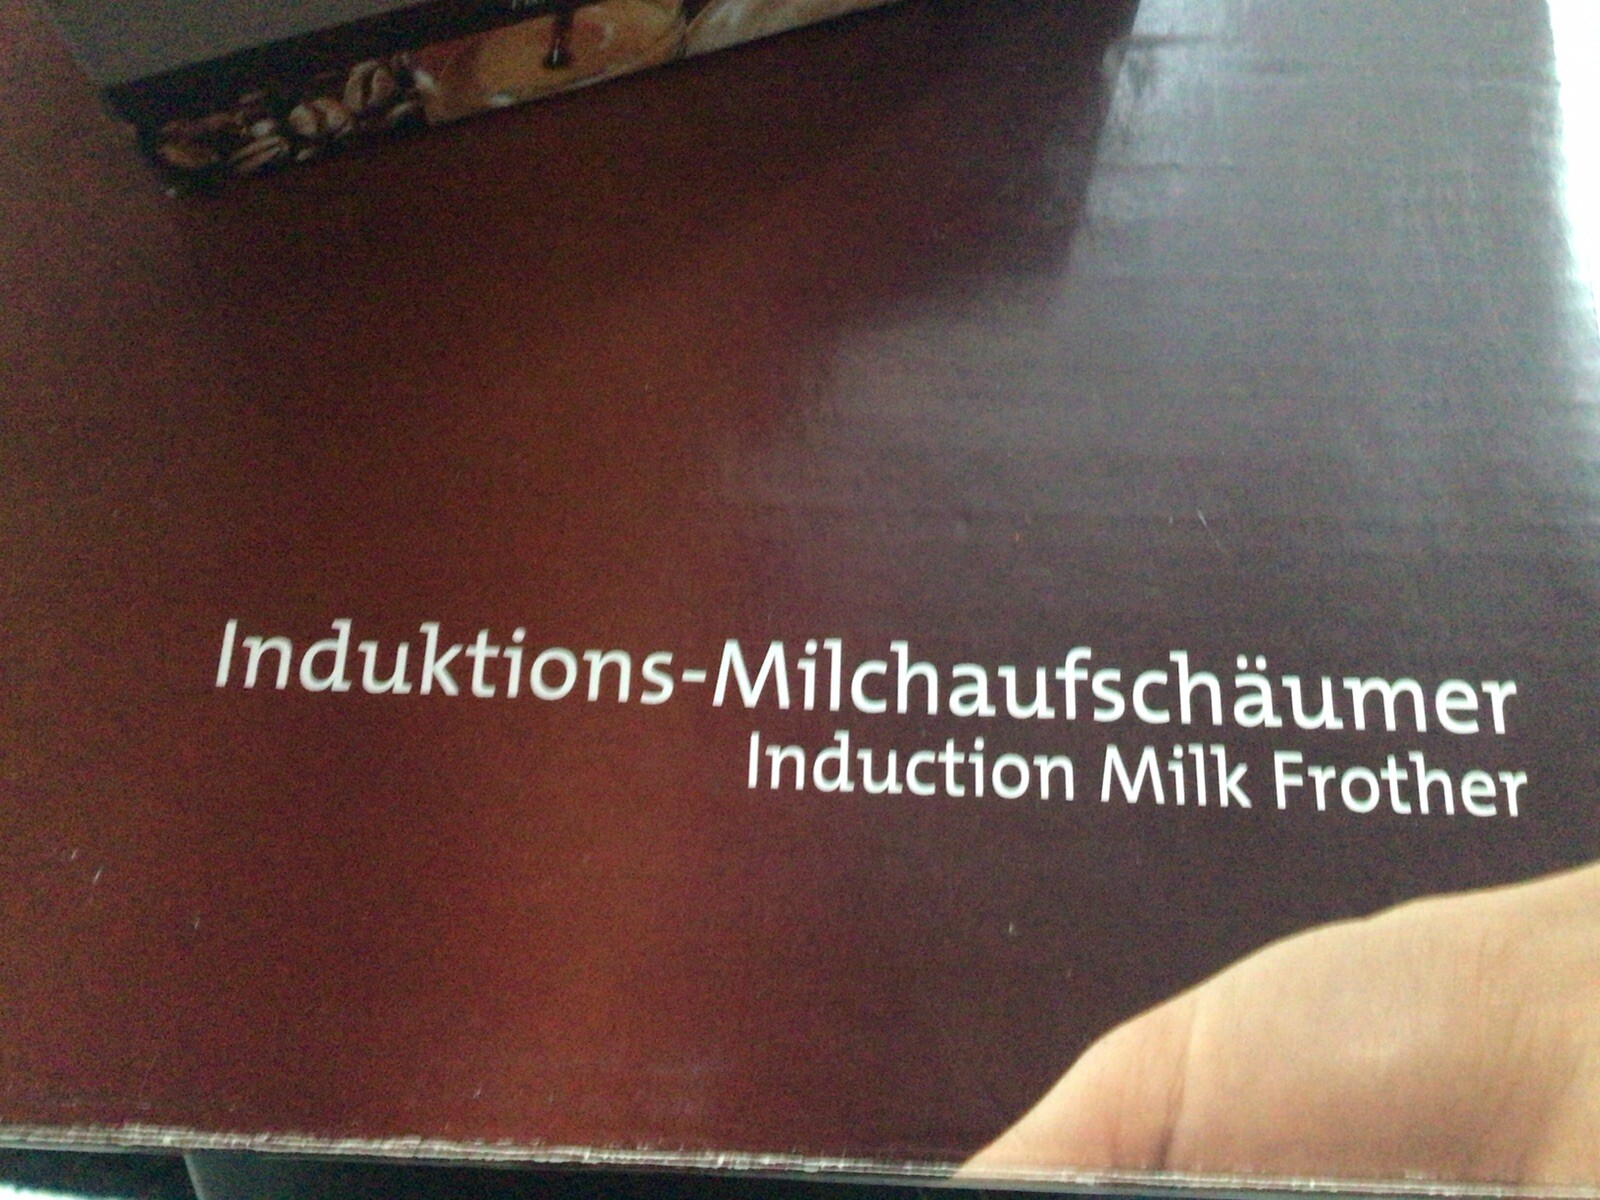 Induktions-Milchaufschäumer
Induction Milk Frother